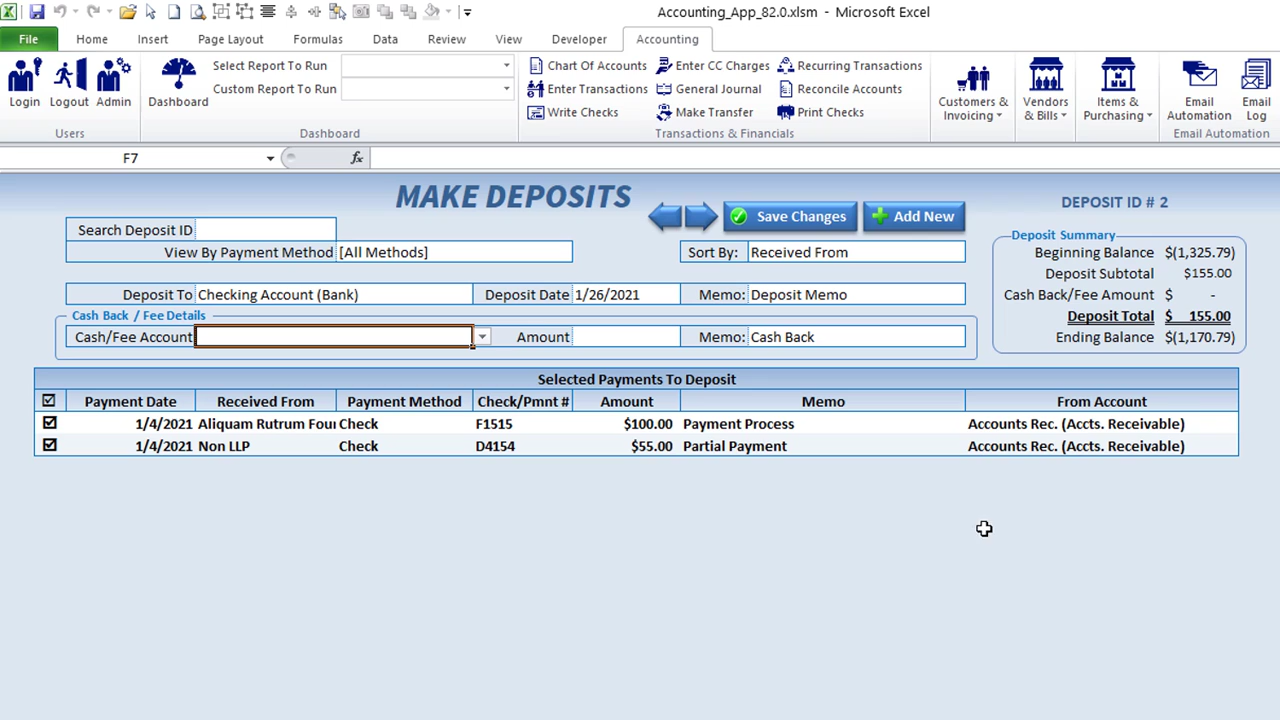 Accounting_App_82.0.xlsm - Microsoft Excel
File Home Insert Page Layout Formulas Data Review View Developer Accounting
Login Logout Admin
Users
Dashboard
Select Report To Run
Custom Report To Run
Dashboard
Chart Of Accounts Enter CC Charges Recurring Transactions
Enter Transactions General Journal Reconcile Accounts
Write Checks Make Transfer Print Checks
Transactions & Financials
Customers & Invoicing
Vendors & Bills
Items & Purchasing
Email Automation
Email Log
Email Automation
F7 fx
MAKE DEPOSITS
Save Changes Add New
DEPOSIT ID # 2
Search Deposit ID
View By Payment Method [All Methods] Sort By: Received From
Deposit To Checking Account (Bank) Deposit Date 1/26/2021 Memo: Deposit Memo
Cash Back / Fee Details
Cash/Fee Account Amount Memo: Cash Back
Deposit Summary
Beginning Balance $(1,325.79)
Deposit Subtotal $155.00
Cash Back/Fee Amount $ -
Deposit Total $ 155.00
Ending Balance $(1,170.79)
Selected Payments To Deposit
Payment Date Received From Payment Method Check/Pmnt # Amount Memo From Account
1/4/2021 Aliquam Rutrum Fou Check F1515 $100.00 Payment Process Accounts Rec. (Accts. Receivable)
1/4/2021 Non LLP Check D4154 $55.00 Partial Payment Accounts Rec. (Accts. Receivable)